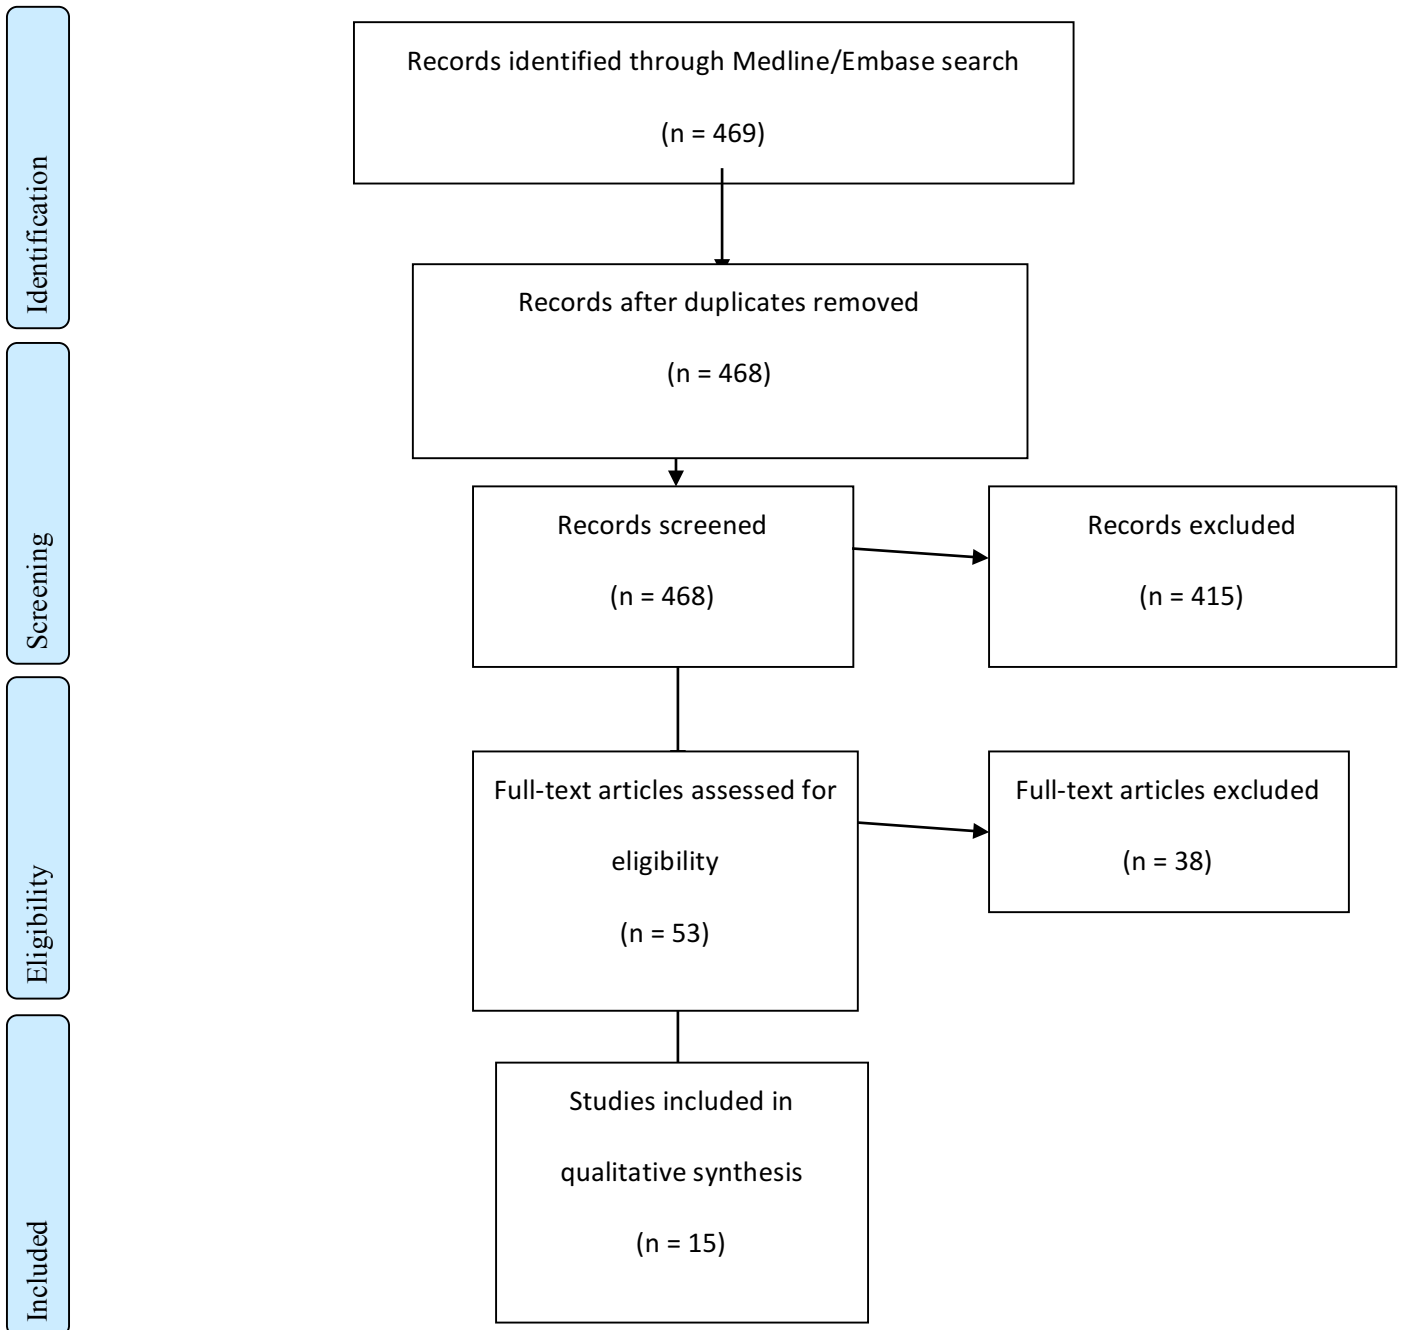 Identification
Records identified through Medline/Embase search
(n = 469)
Records after duplicates removed
(n = 468)
Screening
Records screened
(n = 468)
Records excluded
(n = 415)
Eligibility
Full-text articles assessed for
eligibility
(n = 53)
Full-text articles excluded
(n = 38)
Included
Studies included in
qualitative synthesis
(n = 15)